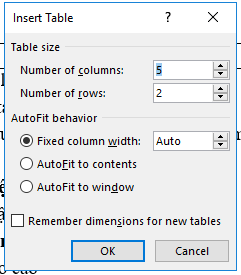 Insert Table
Table size
Number of columns: 5
Number of rows: 2
AutoFit behavior
Fixed column width: Auto
AutoFit to contents
AutoFit to window
Remember dimensions for new tables
OK Cancel